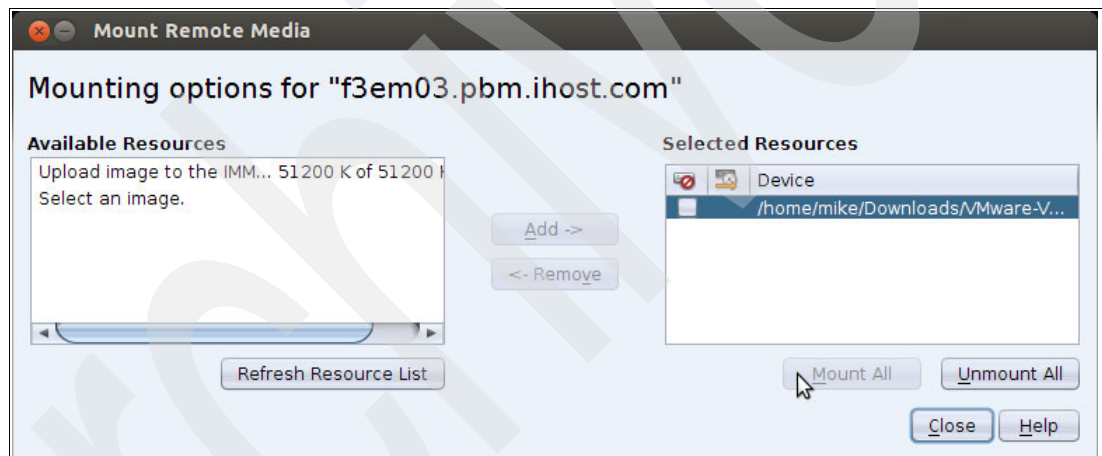 Mount Remote Media
Mounting options for "f3em03.pbm.ihost.com"
Available Resources
Upload image to the IMM... 51200 K of 51200
Select an image.
Add ->
<- Remove
Refresh Resource List
Selected Resources
Device
/home/mike/Downloads/VMware-V...
Mount All
Unmount All
Close
Help